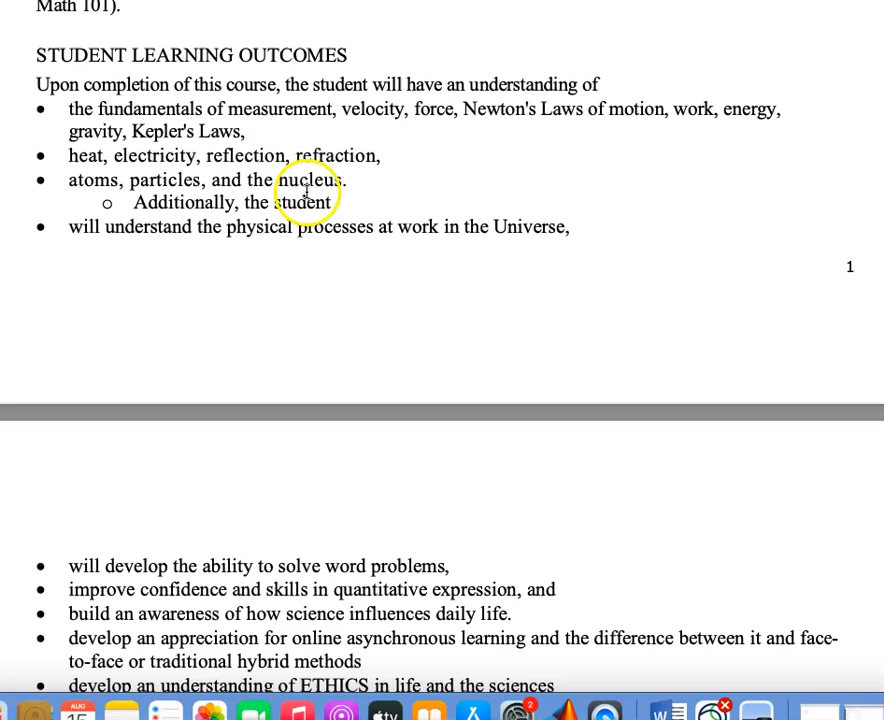 Math 101).
STUDENT LEARNING OUTCOMES
Upon completion of this course, the student will have an understanding of
• the fundamentals of measurement, velocity, force, Newton's Laws of motion, work, energy,
gravity, Kepler's Laws,
• heat, electricity, reflection, refraction,
• atoms, particles, and the nucleus.
o Additionally, the student
• will understand the physical processes at work in the Universe,
1
• will develop the ability to solve word problems,
• improve confidence and skills in quantitative expression, and
• build an awareness of how science influences daily life.
• develop an appreciation for online asynchronous learning and the difference between it and face-
to-face or traditional hybrid methods
• develop an understanding of ETHICS in life and the sciences
AUG
15
tv
2
W